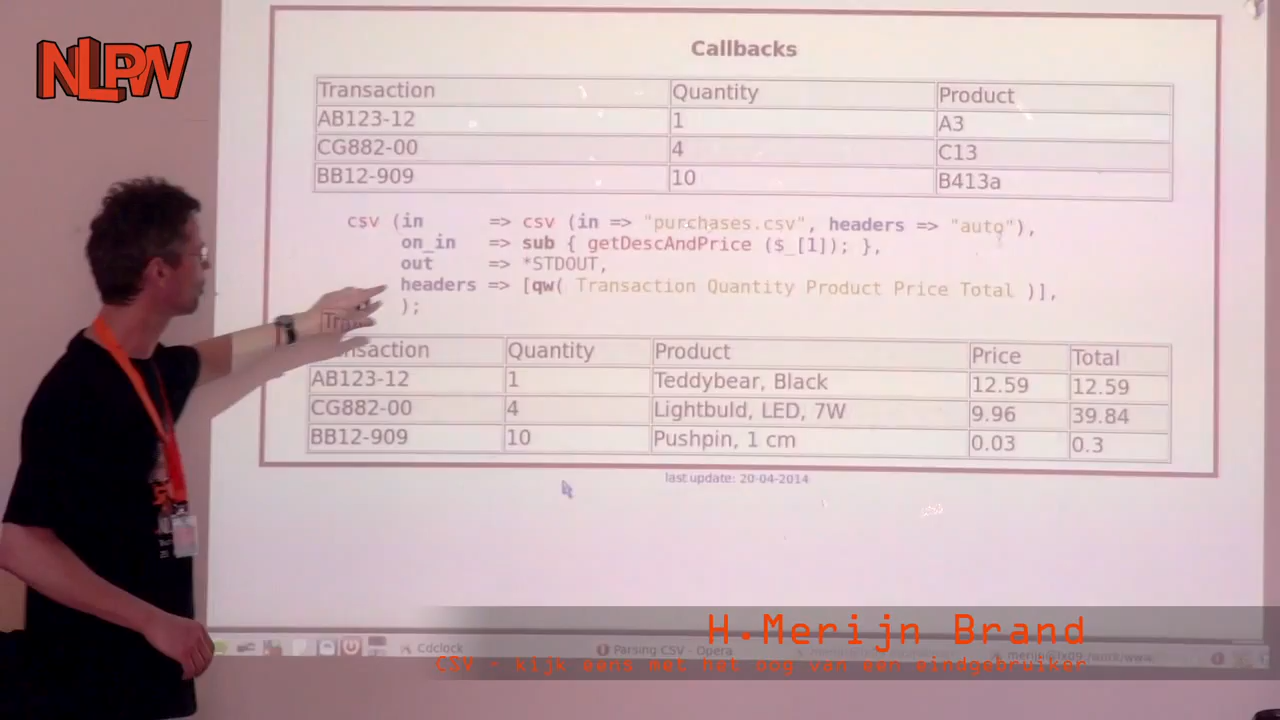 NLPW
Callbacks
Transaction Quantity Product
AB123-12 1 A3
CG882-00 4 C13
BB12-909 10 B413a
csv (in => csv (in => "purchases.csv", headers => "auto"),
on_in => sub { getDescAndPrice ($_[1]); },
out => *STDOUT,
headers => [qw( Transaction Quantity Product Price Total )],
);
Transaction Quantity Product Price Total
AB123-12 1 Teddybear, Black 12.59 12.59
CG882-00 4 Lightbuld, LED, 7W 9.96 39.84
BB12-909 10 Pushpin, 1 cm 0.03 0.3
last update: 20-04-2014
H.Merijn Brand
Cdclock Parsing CSV - Opera
CSV - kijk eens met het oog van een eindgebruiker